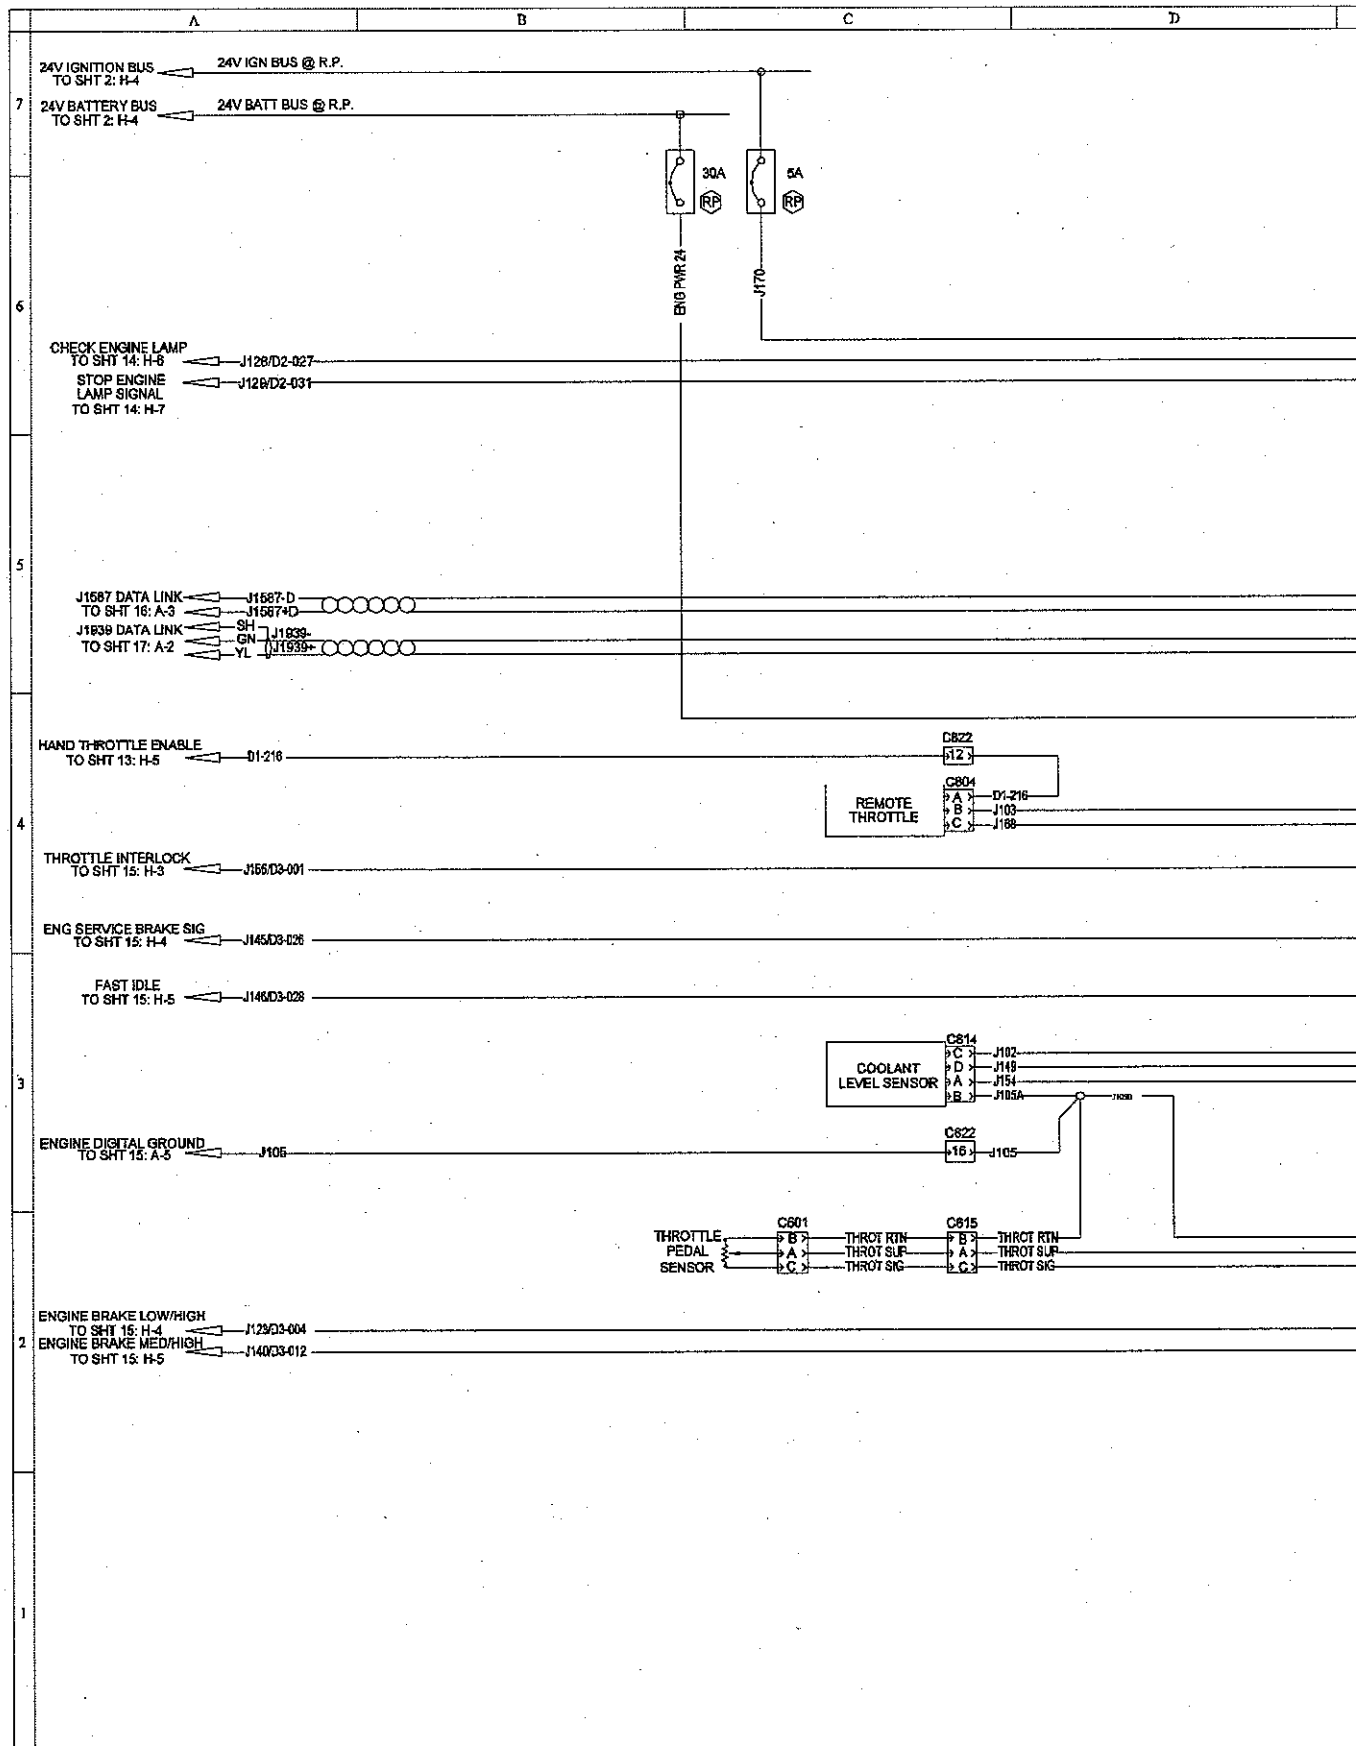 A B C D
7
24V IGNITION BUS
TO SHT 2: H-4
24V IGN BUS @ R.P.
24V BATTERY BUS
TO SHT 2: H-4
24V BATT BUS @ R.P.
30A
RP
5A
RP
ENG PWR 24
J170
6
CHECK ENGINE LAMP
TO SHT 14: H-6
J128/D2-027
STOP ENGINE
LAMP SIGNAL
TO SHT 14: H-7
J129/D2-031
5
J1587 DATA LINK
TO SHT 16: A-3
J1587-D
J1587+D
J1939 DATA LINK
TO SHT 17: A-2
SH
GN
YL
J1939-
J1939+
HAND THROTTLE ENABLE
TO SHT 13: H-5
D1-216
12
C804
REMOTE
THROTTLE
A
B
C
D1-216
J103
J168
4
THROTTLE INTERLOCK
TO SHT 15: H-3
J155/D3-001
ENG SERVICE BRAKE SIG
TO SHT 15: H-4
J145/D3-026
FAST IDLE
TO SHT 15: H-5
J146/D3-028
3
C814
COOLANT
LEVEL SENSOR
C
D
A
B
J102
J149
J154
J105A
ENGINE DIGITAL GROUND
TO SHT 15: A-5
J105
C622
16
J105
THROTTLE
PEDAL
SENSOR
C601
B
A
C
THROT RTN
THROT SUP
THROT SIG
C615
B
A
C
THROT RTN
THROT SUP
THROT SIG
2
ENGINE BRAKE LOW/HIGH
TO SHT 15: H-4
J129/D3-004
ENGINE BRAKE MED/HIGH
TO SHT 15: H-5
J140/D3-012
1